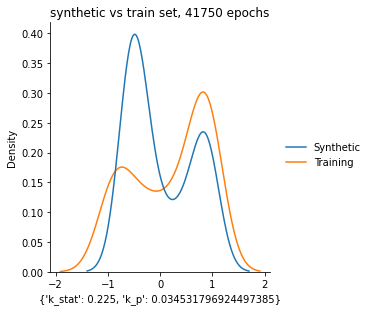 synthetic vs train set, 41750 epochs
0.40
0.35
0.30
0.25
0.20
0.15
0.10
0.05
0.00
Density
−2
−1
0
1
2
{'k_stat': 0.225, 'k_p': 0.034531796924497385}
Synthetic
Training